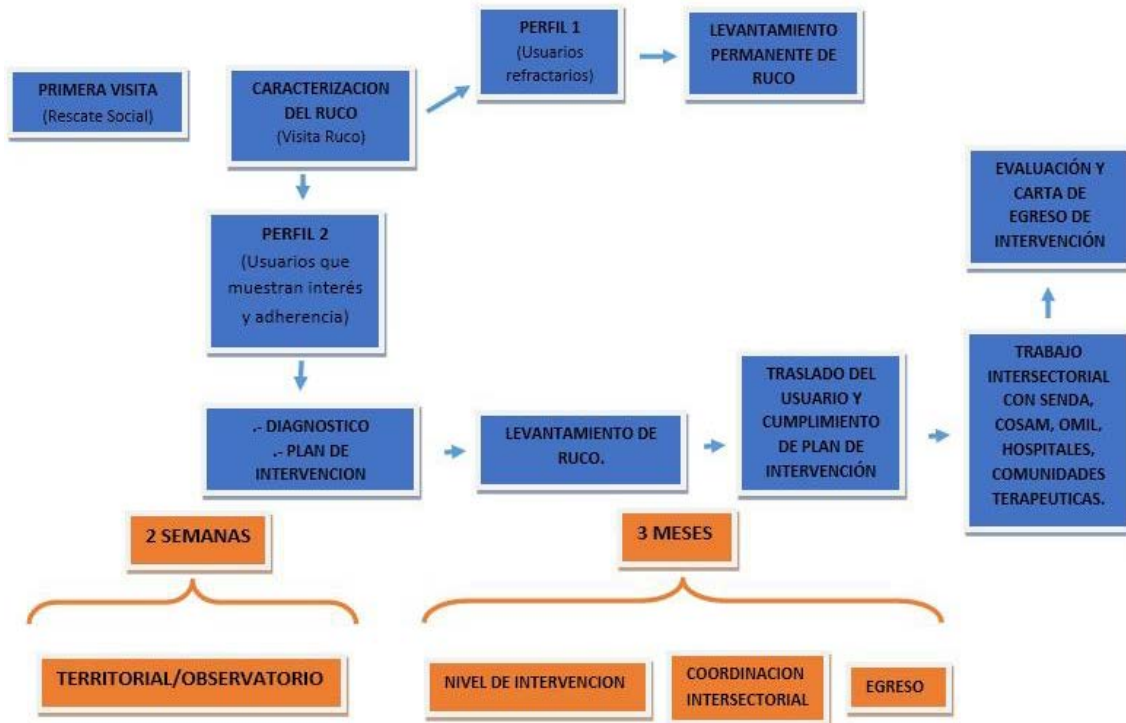 PRIMERA VISITA
(Rescate Social)
CARACTERIZACION
DEL RUCO
(Visita Ruco)
PERFIL 1
(Usuarios
refractarios)
LEVANTAMIENTO
PERMANENTE DE
RUCO
PERFIL 2
(Usuarios que
muestran interés
y adherencia)
.- DIAGNOSTICO
.- PLAN DE
INTERVENCION
LEVANTAMIENTO DE
RUCO.
TRASLADO DEL
USUARIO Y
CUMPLIMIENTO
DE PLAN DE
INTERVENCIÓN
TRABAJO
INTERSECTORIAL
CON SENDA,
COSAM, OMIL,
HOSPITALES,
COMUNIDADES
TERAPEUTICAS.
EVALUACIÓN Y
CARTA DE
EGRESO DE
INTERVENCIÓN
2 SEMANAS
3 MESES
TERRITORIAL/OBSERVATORIO
NIVEL DE INTERVENCION
COORDINACION
INTERSECTORIAL
EGRESO